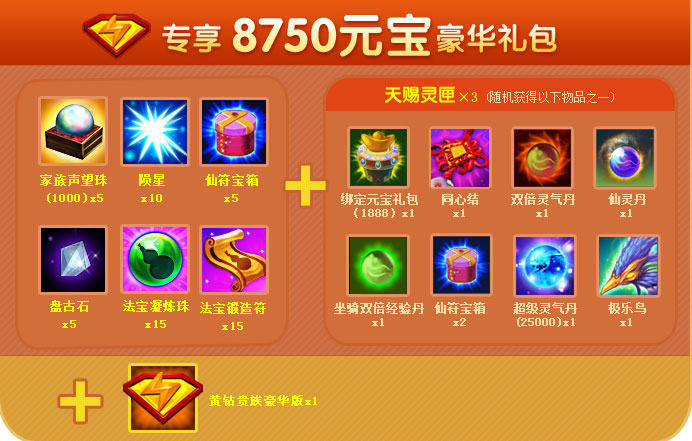 专享 8750元宝豪华礼包
天赐灵匣×3 (随机获得以下物品之一)
家族声望珠
(1000)x5
陨星
x10
仙符宝箱
x5
盘古石
x5
法宝凝炼珠
x15
法宝锻造符
x15
绑定元宝礼包
(1888) x1
同心结
x1
双倍灵气丹
x1
仙灵丹
x1
坐骑双倍经验丹
x1
仙符宝箱
x2
超级灵气丹
(25000)x1
极乐鸟
x1
黄钻贵族豪华版x1